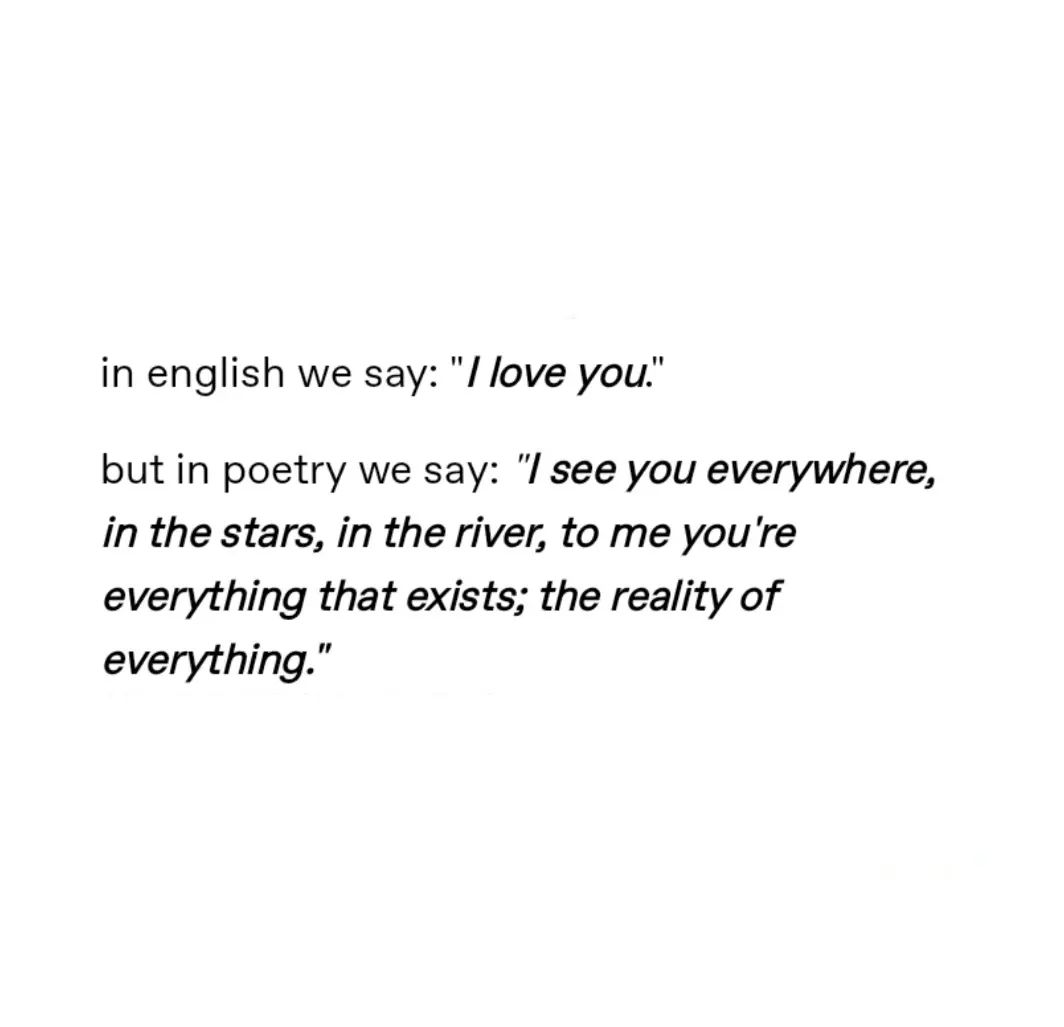 in english we say: "I love you."
but in poetry we say: "I see you everywhere,
in the stars, in the river, to me you're
everything that exists; the reality of
everything."